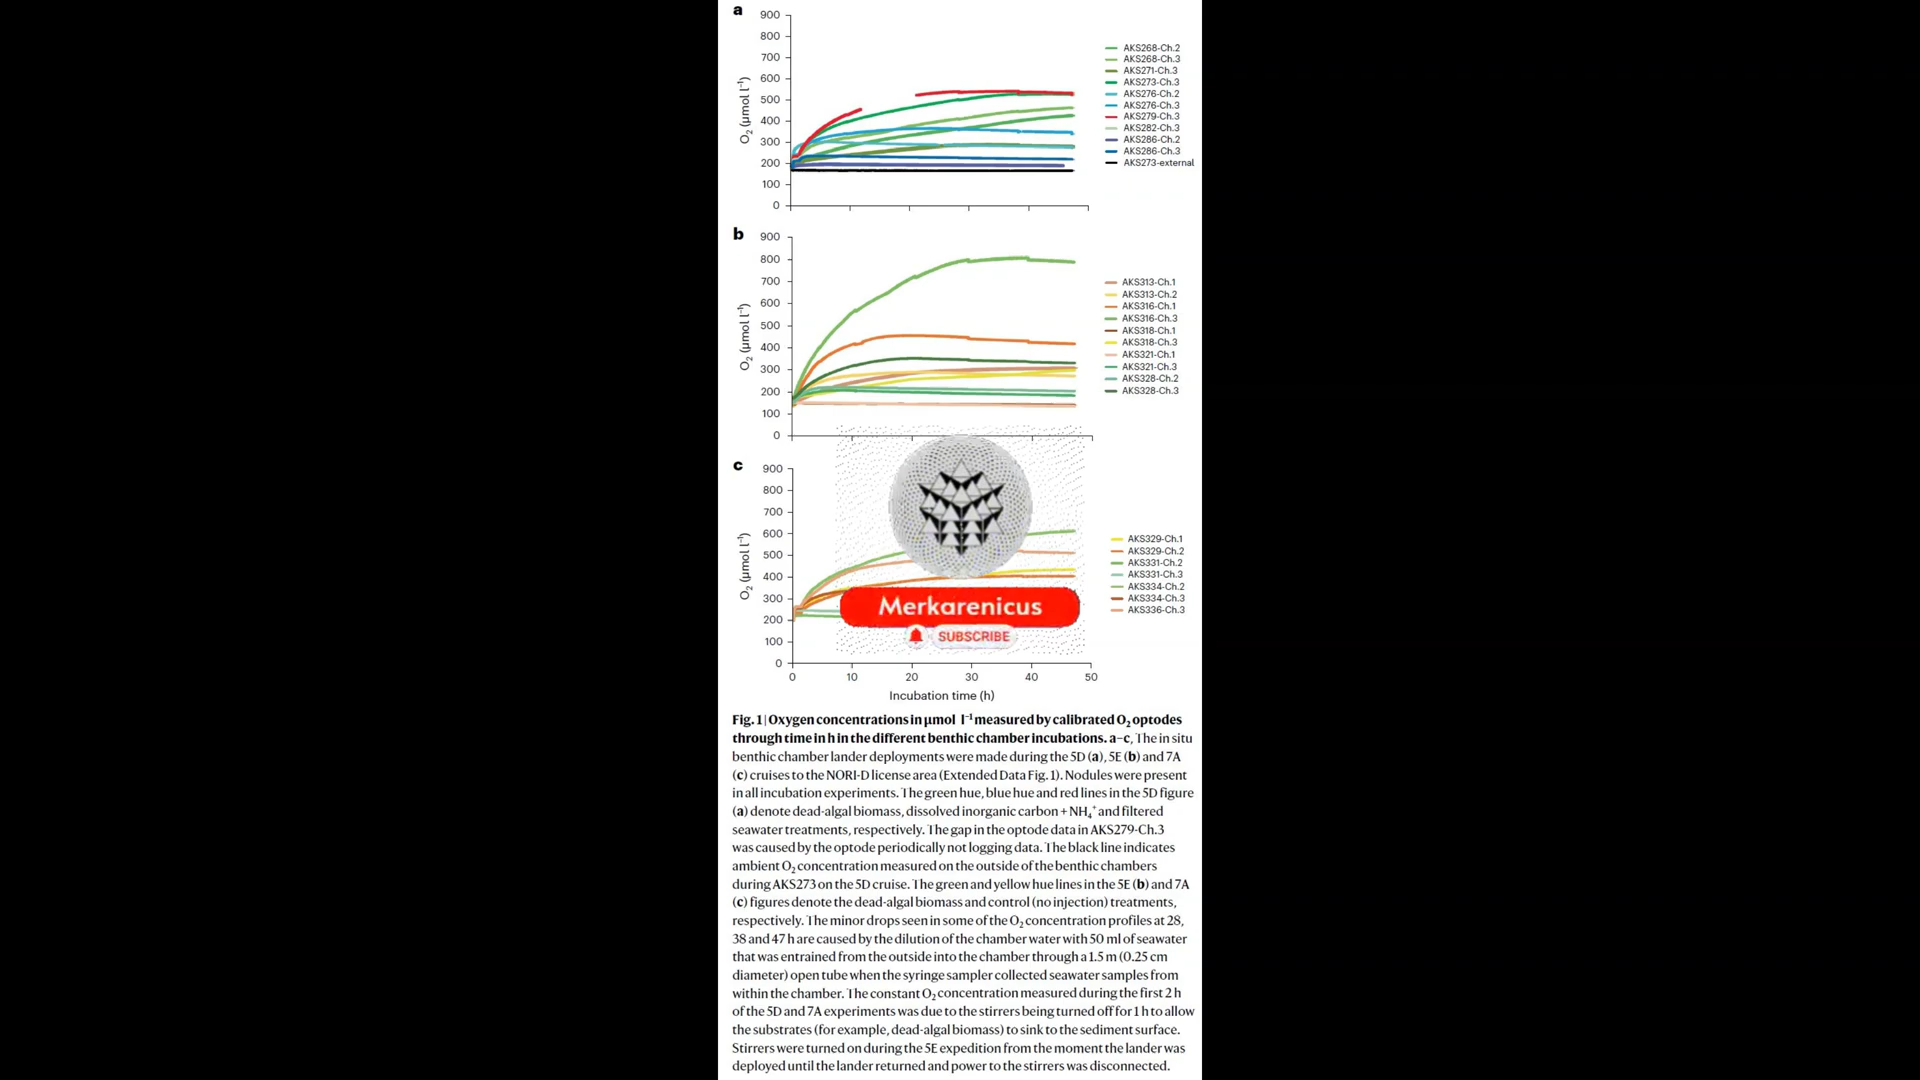 a
900
800
700
600
500
400
300
200
100
0
O2 (µmol l⁻¹)
AKS268-Ch.2
AKS268-Ch.3
AKS271-Ch.3
AKS273-Ch.3
AKS276-Ch.2
AKS276-Ch.3
AKS279-Ch.3
AKS282-Ch.3
AKS286-Ch.2
AKS286-Ch.3
AKS273-external
b
900
800
700
600
500
400
300
200
100
0
O2 (µmol l⁻¹)
AKS313-Ch.1
AKS313-Ch.2
AKS316-Ch.1
AKS316-Ch.3
AKS318-Ch.1
AKS318-Ch.3
AKS321-Ch.1
AKS321-Ch.3
AKS328-Ch.2
AKS328-Ch.3
c
900
800
700
600
500
400
300
200
100
0
O2 (µmol l⁻¹)
AKS329-Ch.1
AKS329-Ch.2
AKS331-Ch.2
AKS331-Ch.3
AKS334-Ch.2
AKS334-Ch.3
AKS336-Ch.3
Merkarenicus
SUBSCRIBE
0 10 20 30 40 50
Incubation time (h)
Fig. 1 | Oxygen concentrations in µmol l⁻¹ measured by calibrated O2 optodes
through time in h in the different benthic chamber incubations. a–c, The in situ
benthic chamber lander deployments were made during the 5D (a), 5E (b) and 7A
(c) cruises to the NORI-D license area (Extended Data Fig. 1). Nodules were present
in all incubation experiments. The green hue, blue hue and red lines in the 5D figure
(a) denote dead-algal biomass, dissolved inorganic carbon + NH4⁺ and filtered
seawater treatments, respectively. The gap in the optode data in AKS279-Ch.3
was caused by the optode periodically not logging data. The black line indicates
ambient O2 concentration measured on the outside of the benthic chambers
during AKS273 on the 5D cruise. The green and yellow hue lines in the 5E (b) and 7A
(c) figures denote the dead-algal biomass and control (no injection) treatments,
respectively. The minor drops seen in some of the O2 concentration profiles at 28,
38 and 47 h are caused by the dilution of the chamber water with 50 ml of seawater
that was entrained from the outside into the chamber through a 1.5 m (0.25 cm
diameter) open tube when the syringe sampler collected seawater samples from
within the chamber. The constant O2 concentration measured during the first 2 h
of the 5D and 7A experiments was due to the stirrers being turned off for 1 h to allow
the substrates (for example, dead-algal biomass) to sink to the sediment surface.
Stirrers were turned on during the 5E expedition from the moment the lander was
deployed until the lander returned and power to the stirrers was disconnected.